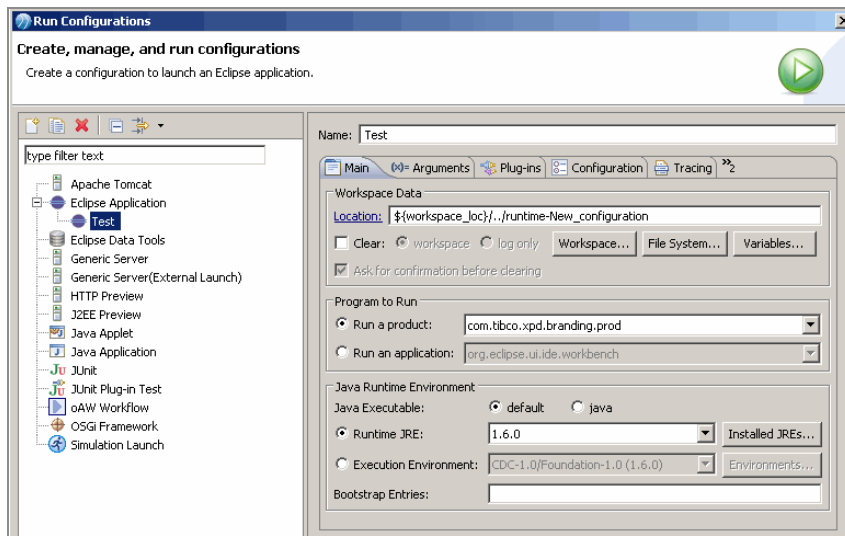 Run Configurations
Create, manage, and run configurations
Create a configuration to launch an Eclipse application.
type filter text
Apache Tomcat
Eclipse Application
Test
Eclipse Data Tools
Generic Server
Generic Server(External Launch)
HTTP Preview
J2EE Preview
Java Applet
Java Application
Ju JUnit
Ju JUnit Plug-in Test
oAW Workflow
OSGi Framework
Simulation Launch
Name: Test
Main (x)= Arguments Plug-ins Configuration Tracing »2
Workspace Data
Location: ${workspace_loc}/../runtime-New_configuration
Clear: workspace log only Workspace... File System... Variables...
Ask for confirmation before clearing
Program to Run
Run a product: com.tibco.xpd.branding.prod
Run an application: org.eclipse.ui.ide.workbench
Java Runtime Environment
Java Executable: default java
Runtime JRE: 1.6.0 Installed JREs...
Execution Environment: CDC-1.0/Foundation-1.0 (1.6.0) Environments...
Bootstrap Entries: